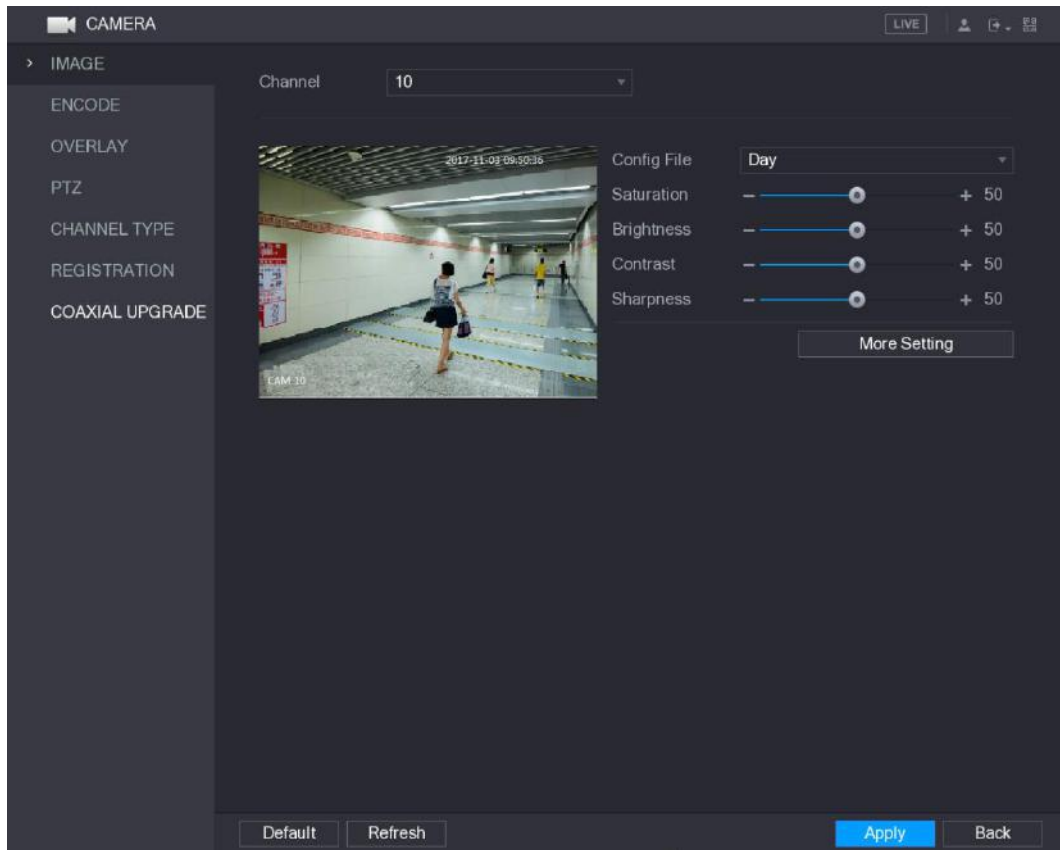 CAMERA
LIVE
IMAGE
ENCODE
OVERLAY
PTZ
CHANNEL TYPE
REGISTRATION
COAXIAL UPGRADE
Channel 10
2017-11-03 09:50:36
CAM 10
Config File Day
Saturation 50
Brightness 50
Contrast 50
Sharpness 50
More Setting
Default Refresh Apply Back